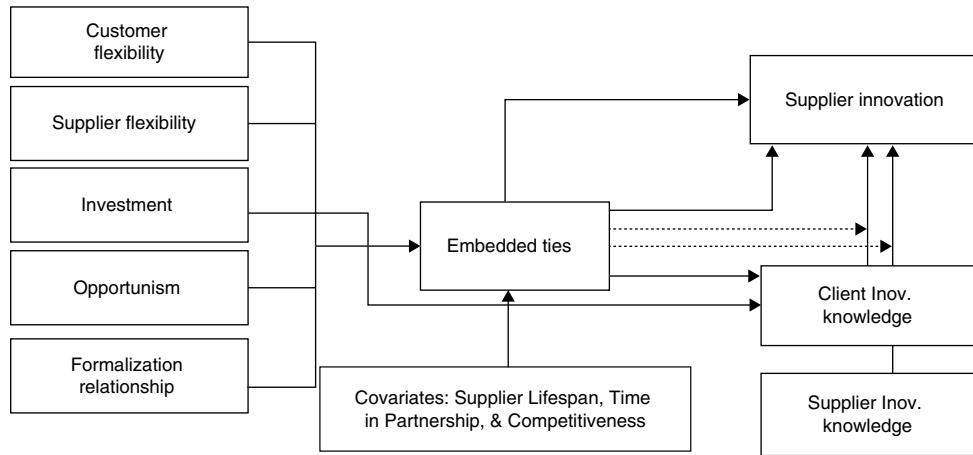 Customer
flexibility
Supplier flexibility
Investment
Opportunism
Formalization
relationship
Embedded ties
Covariates: Supplier Lifespan, Time
in Partnership, & Competitiveness
Supplier innovation
Client Inov.
knowledge
Supplier Inov.
knowledge